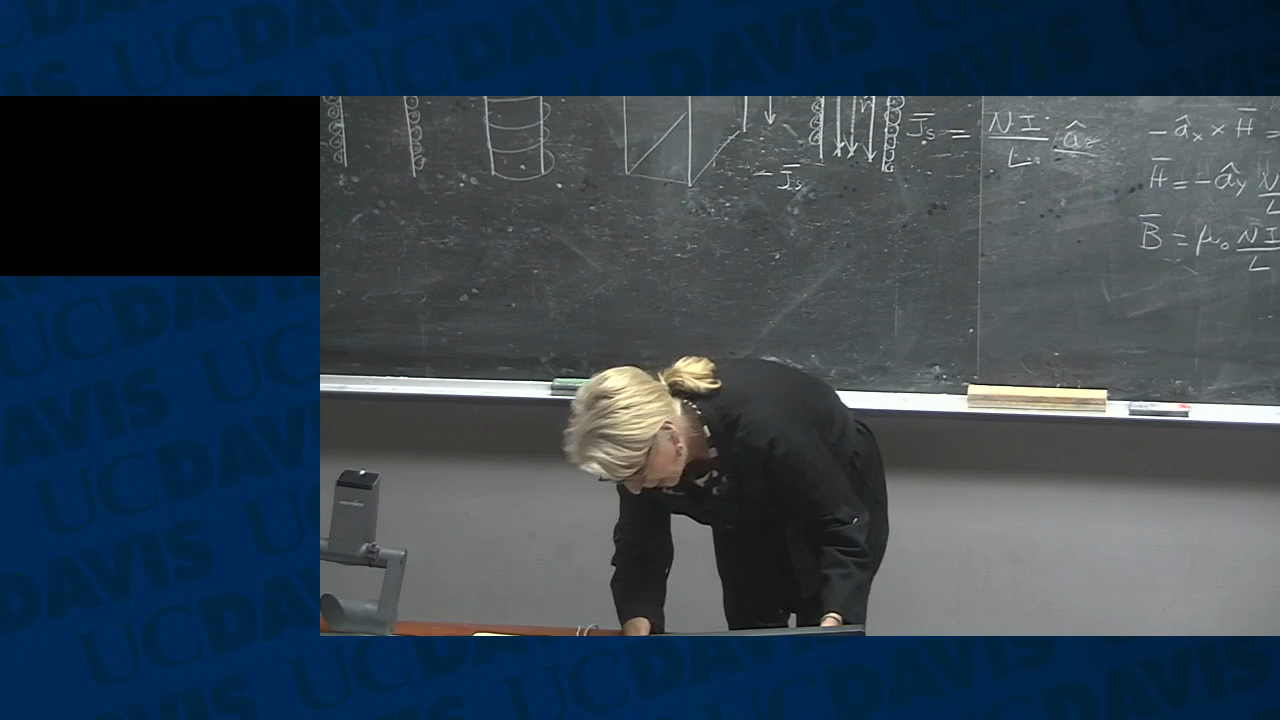 UCDAVIS
J̄s = NI/L â
- J̄s
- âx × H̄ =
H̄ = - ây N/L
B̄ = μ₀ NI/L